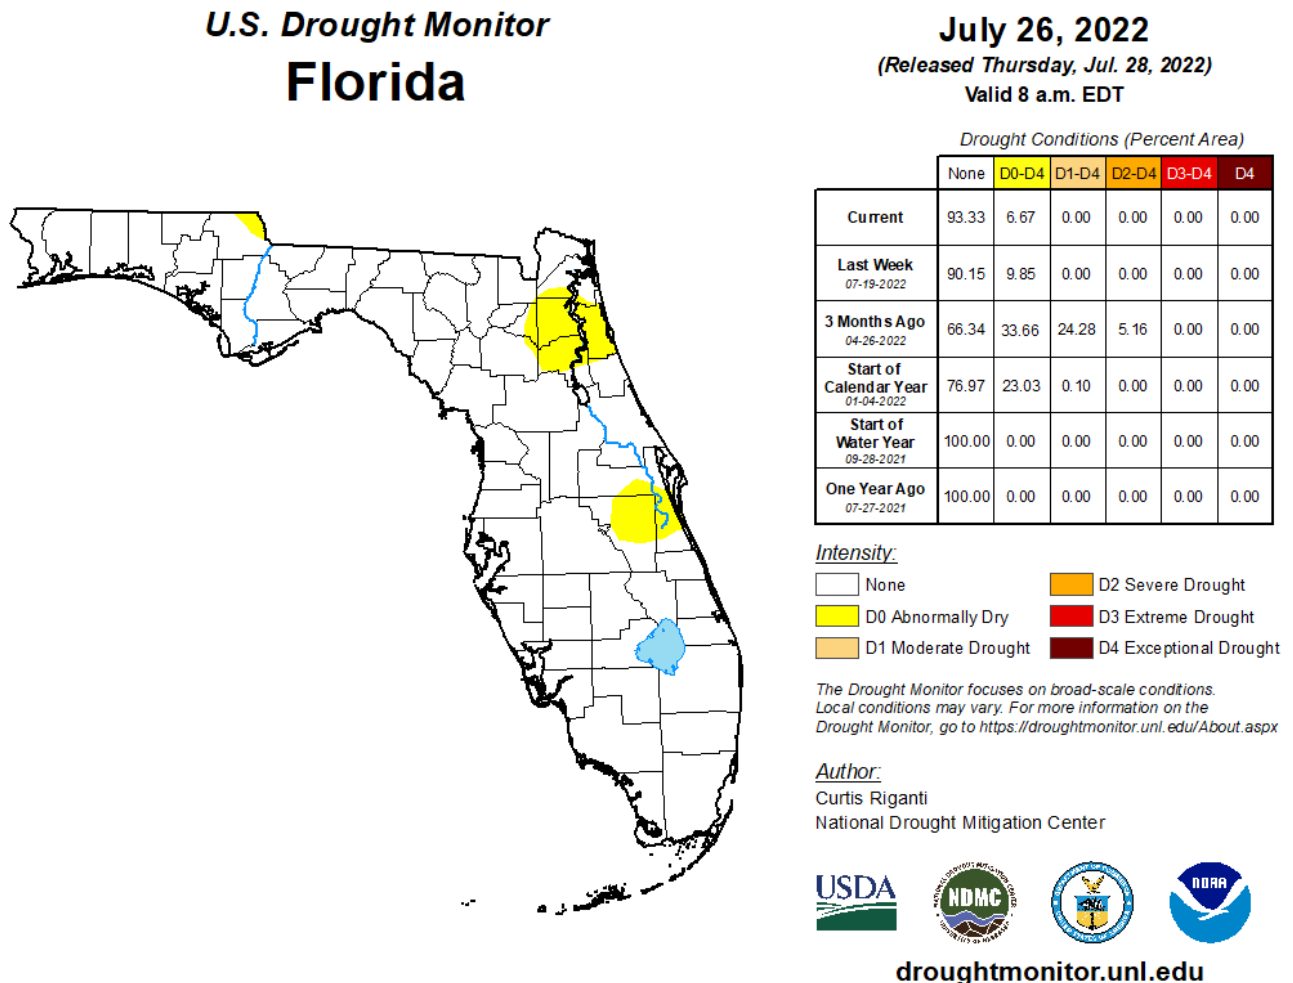 U.S. Drought Monitor
Florida
July 26, 2022
(Released Thursday, Jul. 28, 2022)
Valid 8 a.m. EDT
Drought Conditions (Percent Area)
None D0-D4 D1-D4 D2-D4 D3-D4 D4
Current 93.33 6.67 0.00 0.00 0.00 0.00
Last Week
07-19-2022
90.15 9.85 0.00 0.00 0.00 0.00
3 Months Ago
04-26-2022
66.34 33.66 24.28 5.16 0.00 0.00
Start of
Calendar Year
01-04-2022
76.97 23.03 0.10 0.00 0.00 0.00
Start of
Water Year
09-28-2021
100.00 0.00 0.00 0.00 0.00 0.00
One Year Ago
07-27-2021
100.00 0.00 0.00 0.00 0.00 0.00
Intensity:
None
D0 Abnormally Dry
D1 Moderate Drought
D2 Severe Drought
D3 Extreme Drought
D4 Exceptional Drought
The Drought Monitor focuses on broad-scale conditions.
Local conditions may vary. For more information on the
Drought Monitor, go to https://droughtmonitor.unl.edu/About.aspx
Author:
Curtis Riganti
National Drought Mitigation Center
USDA
NDMC
NOAA
droughtmonitor.unl.edu